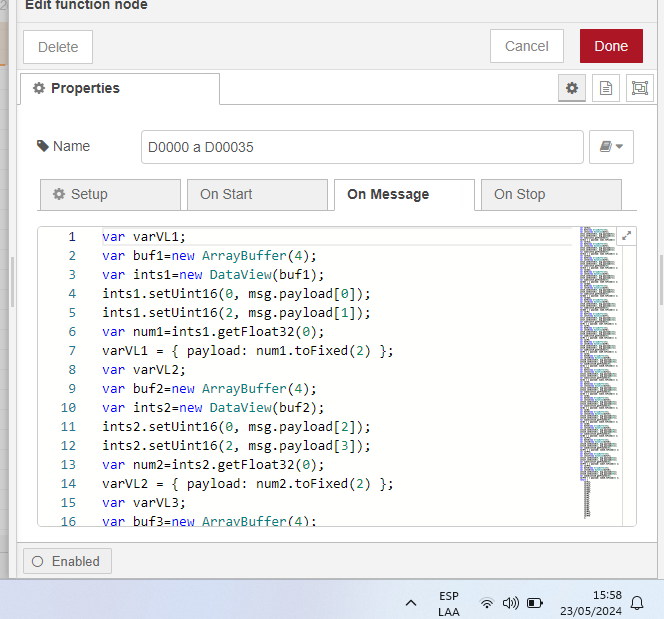 Edit function node
Delete
Cancel
Done
Properties
Name
D0000 a D00035
Setup
On Start
On Message
On Stop
1 var varVL1;
2 var buf1=new ArrayBuffer(4);
3 var ints1=new DataView(buf1);
4 ints1.setUint16(0, msg.payload[0]);
5 ints1.setUint16(2, msg.payload[1]);
6 var num1=ints1.getFloat32(0);
7 varVL1 = { payload: num1.toFixed(2) };
8 var varVL2;
9 var buf2=new ArrayBuffer(4);
10 var ints2=new DataView(buf2);
11 ints2.setUint16(0, msg.payload[2]);
12 ints2.setUint16(2, msg.payload[3]);
13 var num2=ints2.getFloat32(0);
14 varVL2 = { payload: num2.toFixed(2) };
15 var varVL3;
16 var buf3=new ArrayBuffer(4);
Enabled
ESP
LAA
15:58
23/05/2024